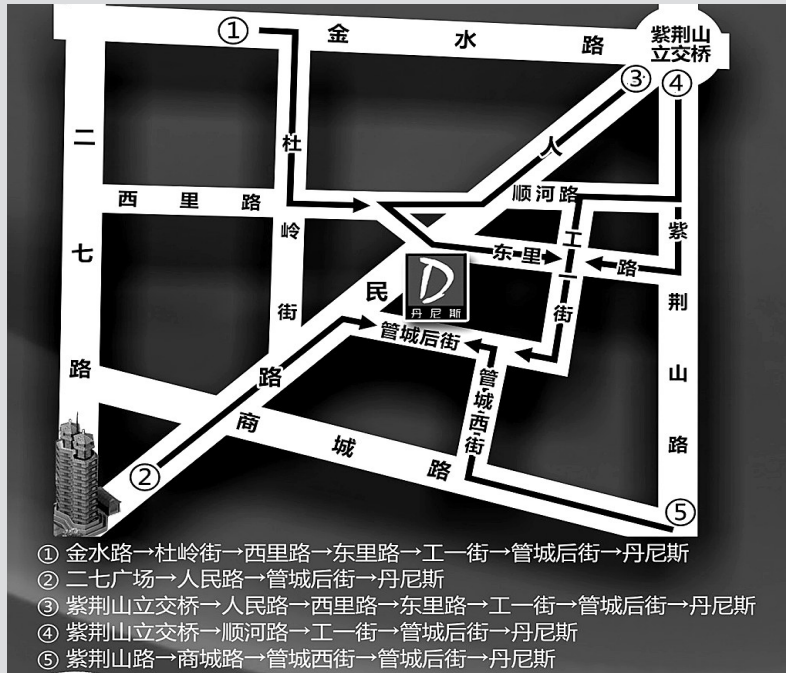 ①
金水路
紫荆山
立交桥
③
④
二七路
杜岭街
人民路
西里路
顺河路
工一街
紫荆山路
东里路
丹尼斯
管城后街
管城西街
商城路
②
⑤
① 金水路→杜岭街→西里路→东里路→工一街→管城后街→丹尼斯
② 二七广场→人民路→管城后街→丹尼斯
③ 紫荆山立交桥→人民路→西里路→东里路→工一街→管城后街→丹尼斯
④ 紫荆山立交桥→顺河路→工一街→管城后街→丹尼斯
⑤ 紫荆山路→商城路→管城西街→管城后街→丹尼斯